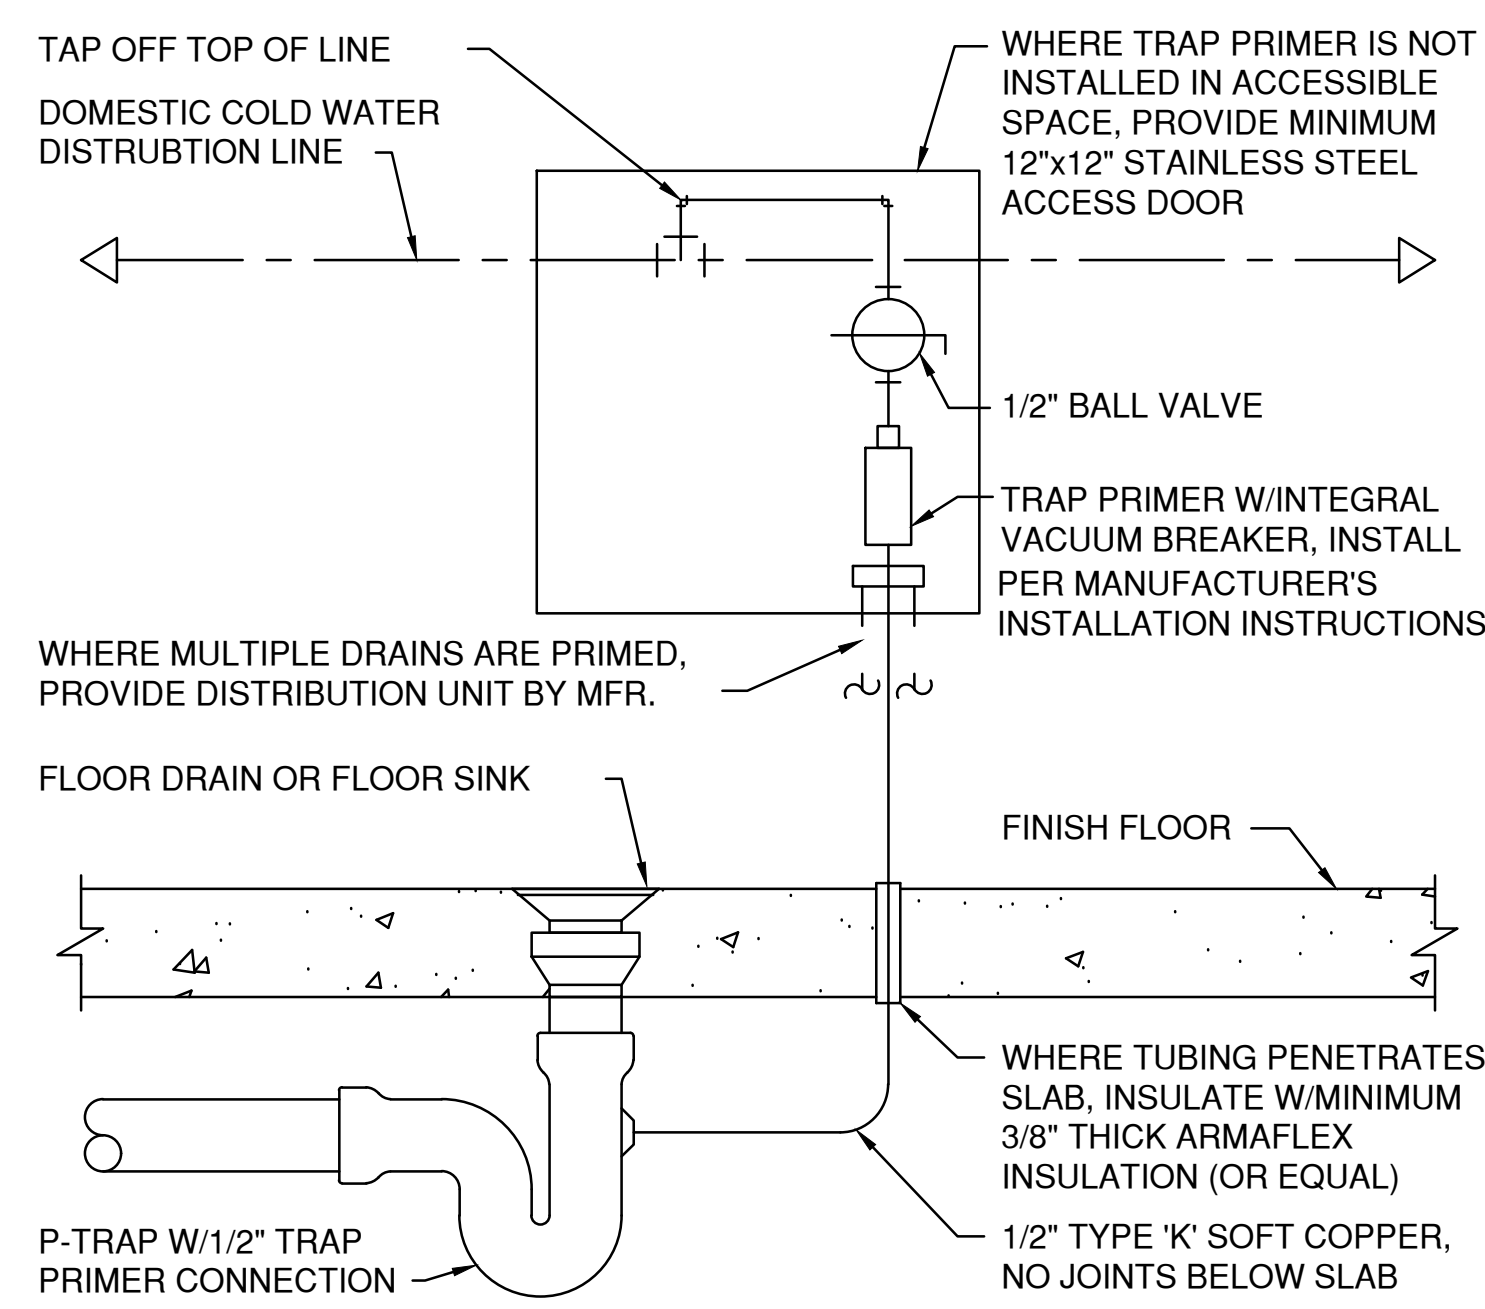 TAP OFF TOP OF LINE
DOMESTIC COLD WATER
DISTRUBTION LINE
WHERE TRAP PRIMER IS NOT
INSTALLED IN ACCESSIBLE
SPACE, PROVIDE MINIMUM
12"x12" STAINLESS STEEL
ACCESS DOOR
1/2" BALL VALVE
TRAP PRIMER W/INTEGRAL
VACUUM BREAKER, INSTALL
PER MANUFACTURER'S
INSTALLATION INSTRUCTIONS
WHERE MULTIPLE DRAINS ARE PRIMED,
PROVIDE DISTRIBUTION UNIT BY MFR.
FLOOR DRAIN OR FLOOR SINK
FINISH FLOOR
WHERE TUBING PENETRATES
SLAB, INSULATE W/MINIMUM
3/8" THICK ARMAFLEX
INSULATION (OR EQUAL)
P-TRAP W/1/2" TRAP
PRIMER CONNECTION
1/2" TYPE 'K' SOFT COPPER,
NO JOINTS BELOW SLAB